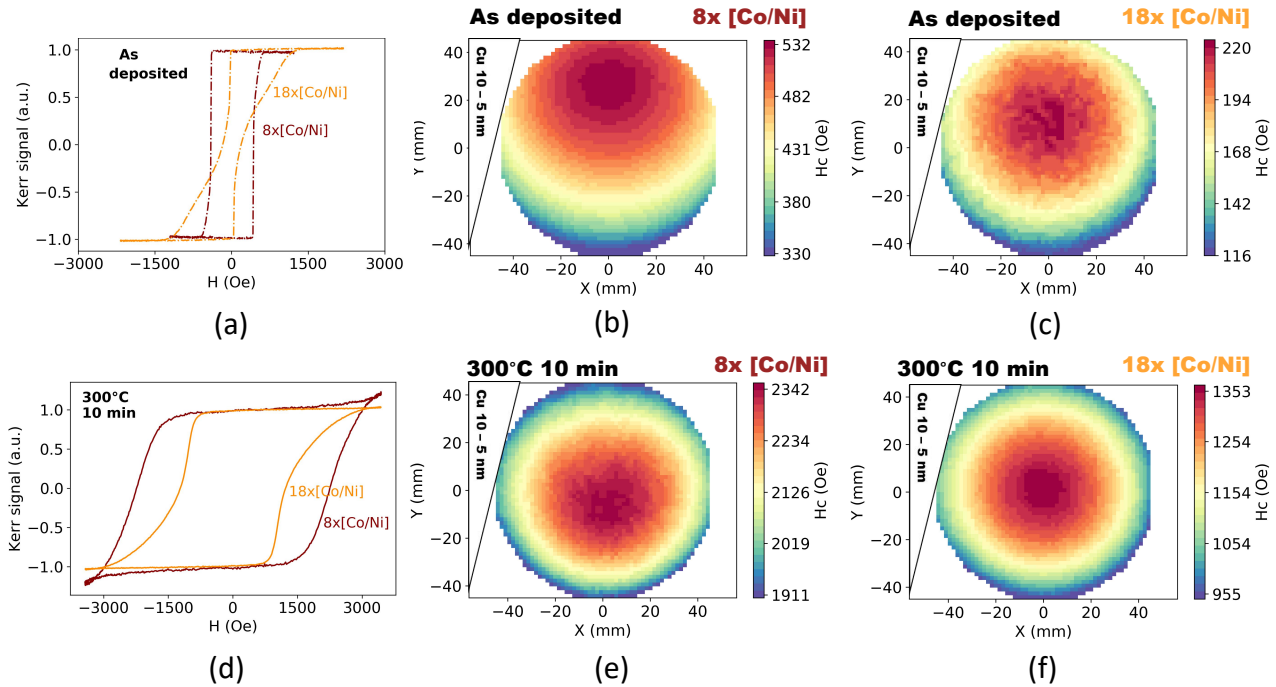 As
deposited
18x[Co/Ni]
8x[Co/Ni]
Kerr signal (a.u.)
1.0
0.5
0.0
−0.5
−1.0
−3000 −1500 0 1500 3000
H (Oe)
(a)
As deposited 8x [Co/Ni]
Cu 10 – 5 nm
Y (mm)
40
20
0
−20
−40
−40 −20 0 20 40
X (mm)
532
482
431
380
330
Hc (Oe)
(b)
As deposited 18x [Co/Ni]
Cu 10 – 5 nm
Y (mm)
40
20
0
−20
−40
−40 −20 0 20 40
X (mm)
220
194
168
142
116
Hc (Oe)
(c)
300°C
10 min
18x[Co/Ni]
8x[Co/Ni]
Kerr signal (a.u.)
1.0
0.5
0.0
−0.5
−1.0
−3000 −1500 0 1500 3000
H (Oe)
(d)
300°C 10 min 8x [Co/Ni]
Cu 10 – 5 nm
Y (mm)
40
20
0
−20
−40
−40 −20 0 20 40
X (mm)
2342
2234
2126
2019
1911
Hc (Oe)
(e)
300°C 10 min 18x [Co/Ni]
Cu 10 – 5 nm
Y (mm)
40
20
0
−20
−40
−40 −20 0 20 40
X (mm)
1353
1254
1154
1054
955
Hc (Oe)
(f)